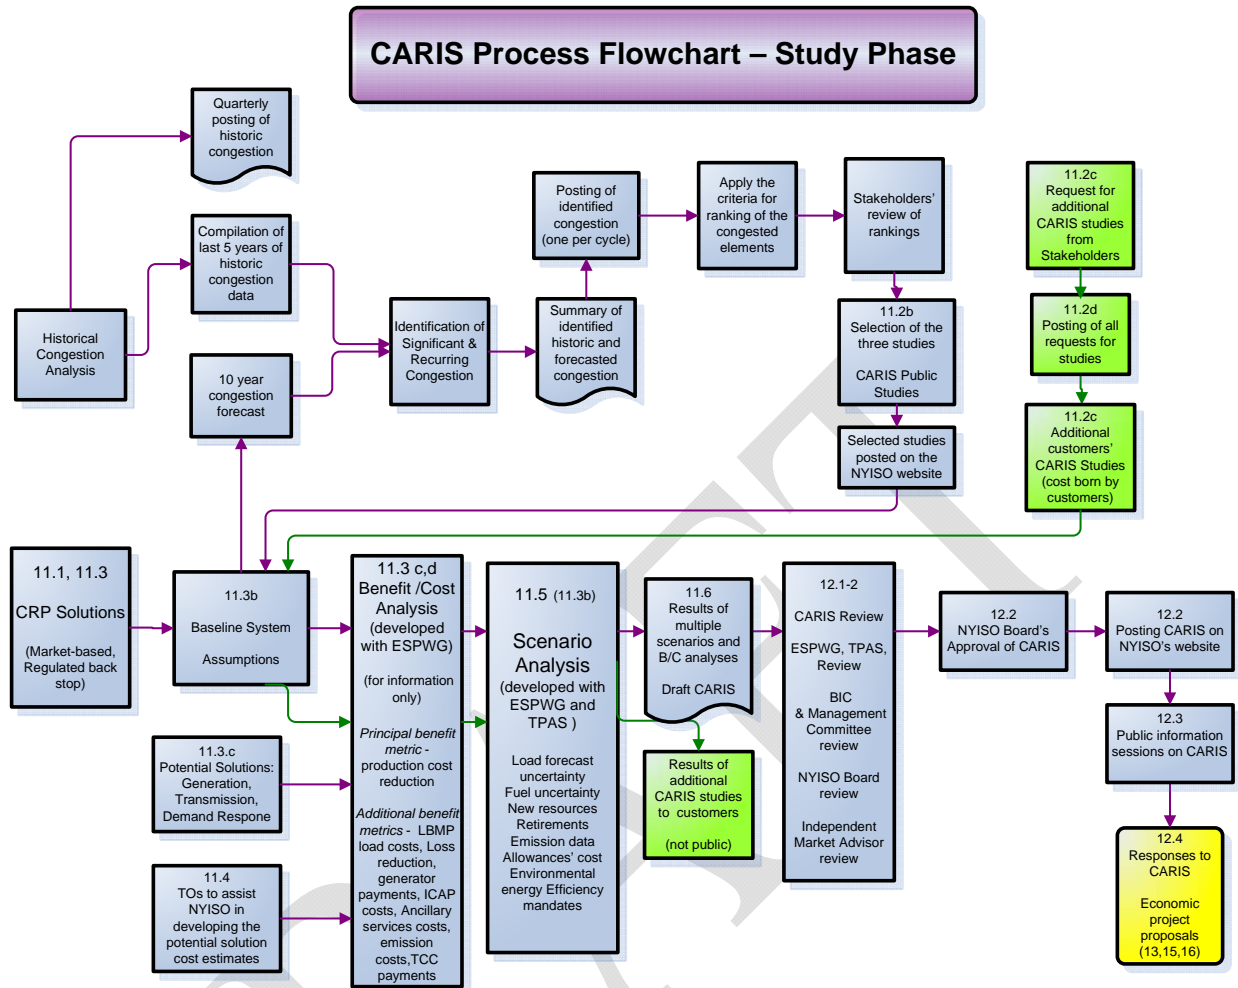 CARIS Process Flowchart – Study Phase
Quarterly
posting of
historic
congestion
Compilation of
last 5 years of
historic
congestion
data
Historical
Congestion
Analysis
10 year
congestion
forecast
Identification of
Significant &
Recurring
Congestion
Posting of
identified
congestion
(one per cycle)
Summary of
identified
historic and
forecasted
congestion
Apply the
criteria for
ranking of the
congested
elements
Stakeholders'
review of
rankings
11.2b
Selection of the
three studies
CARIS Public
Studies
Selected studies
posted on the
NYISO website
11.2c
Request for
additional
CARIS studies
from
Stakeholders
11.2d
Posting of all
requests for
studies
11.2c
Additional
customers'
CARIS Studies
(cost born by
customers)
11.1, 11.3
CRP Solutions
(Market-based,
Regulated back
stop)
11.3b
Baseline System
Assumptions
11.3.c
Potential Solutions:
Generation,
Transmission,
Demand Respone
11.4
TOs to assist
NYISO in
developing the
potential solution
cost estimates
11.3 c,d
Benefit /Cost
Analysis
(developed
with ESPWG)
(for information
only)
Principal benefit
metric -
production cost
reduction
Additional benefit
metrics - LBMP
load costs, Loss
reduction,
generator
payments, ICAP
costs, Ancillary
services costs,
emission
costs,TCC
payments
11.5 (11.3b)
Scenario
Analysis
(developed with
ESPWG and
TPAS )
Load forecast
uncertainty
Fuel uncertainty
New resources
Retirements
Emission data
Allowances' cost
Environmental
energy Efficiency
mandates
11.6
Results of
multiple
scenarios and
B/C analyses
Draft CARIS
Results of
additional
CARIS studies
to customers
(not public)
12.1-2
CARIS Review
ESPWG, TPAS,
Review
BIC
& Management
Committee
review
NYISO Board
review
Independent
Market Advisor
review
12.2
NYISO Board's
Approval of CARIS
12.2
Posting CARIS on
NYISO's website
12.3
Public information
sessions on CARIS
12.4
Responses to
CARIS
Economic
project
proposals
(13,15,16)
DRAFT